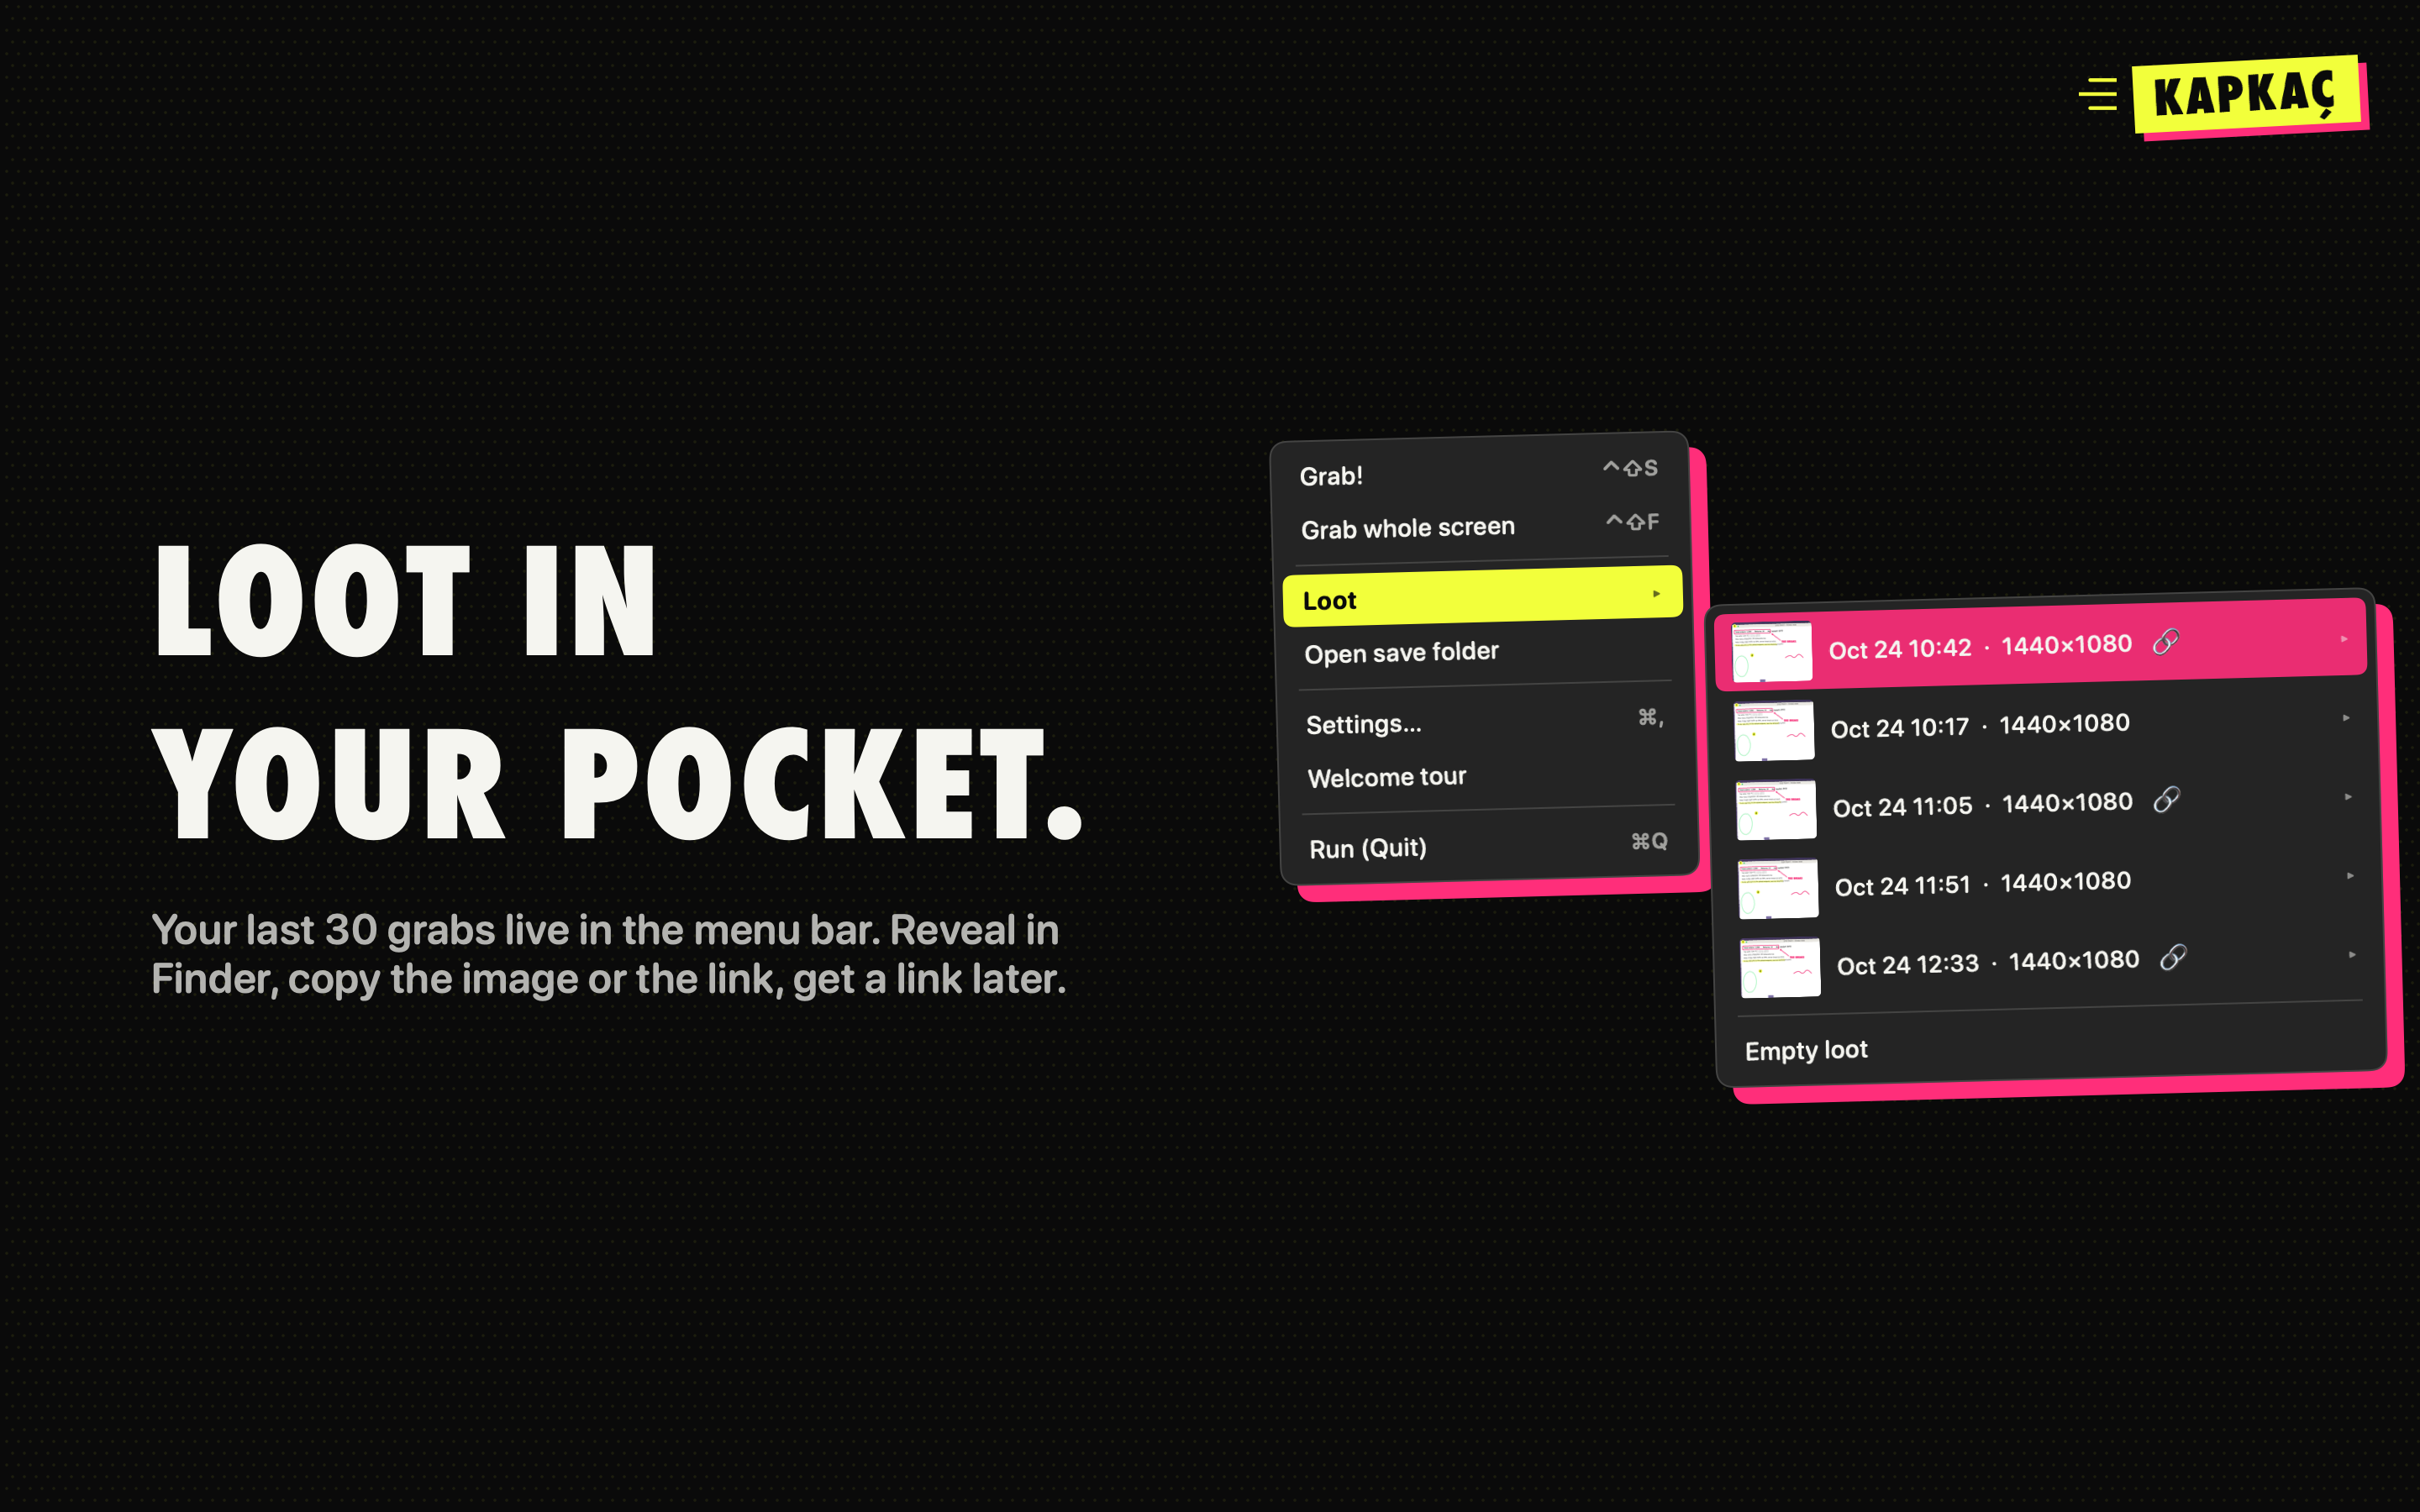 KAPKAÇ
LOOT IN
YOUR POCKET.
Your last 30 grabs live in the menu bar. Reveal in
Finder, copy the image or the link, get a link later.
Grab! ⌃⇧S
Grab whole screen ⌃⇧F
Loot ▸
Open save folder
Settings... ⌘,
Welcome tour
Run (Quit) ⌘Q
Oct 24 10:42 · 1440×1080 🔗 ▸
Oct 24 10:17 · 1440×1080 ▸
Oct 24 11:05 · 1440×1080 🔗 ▸
Oct 24 11:51 · 1440×1080 ▸
Oct 24 12:33 · 1440×1080 🔗 ▸
Empty loot